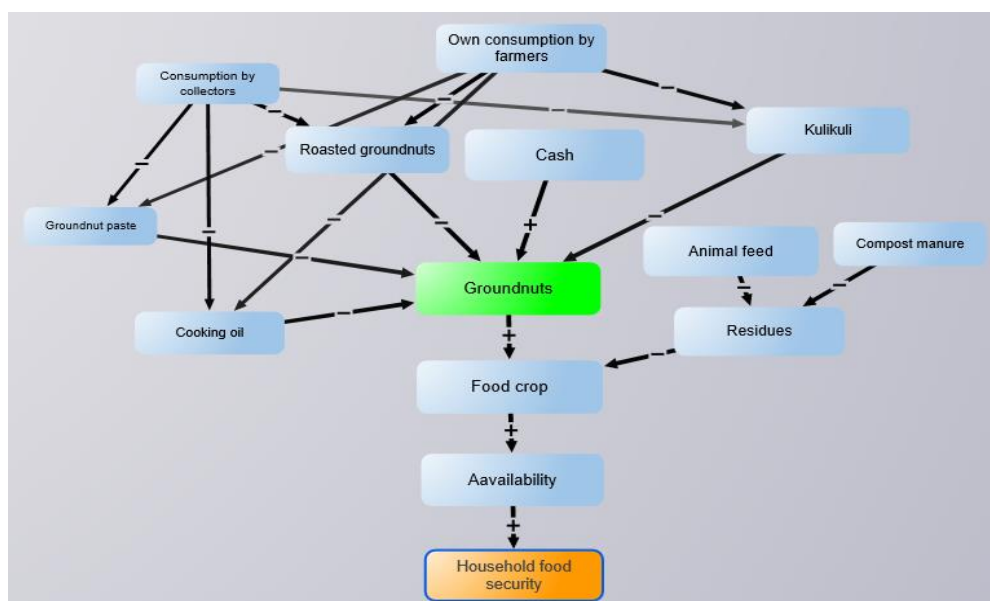 Own consumption by
farmers
Consumption by
collectors
Kulikuli
Roasted groundnuts
Cash
Groundnut paste
Animal feed
Compost manure
Groundnuts
Cooking oil
Residues
Food crop
Aavailability
Household food
security